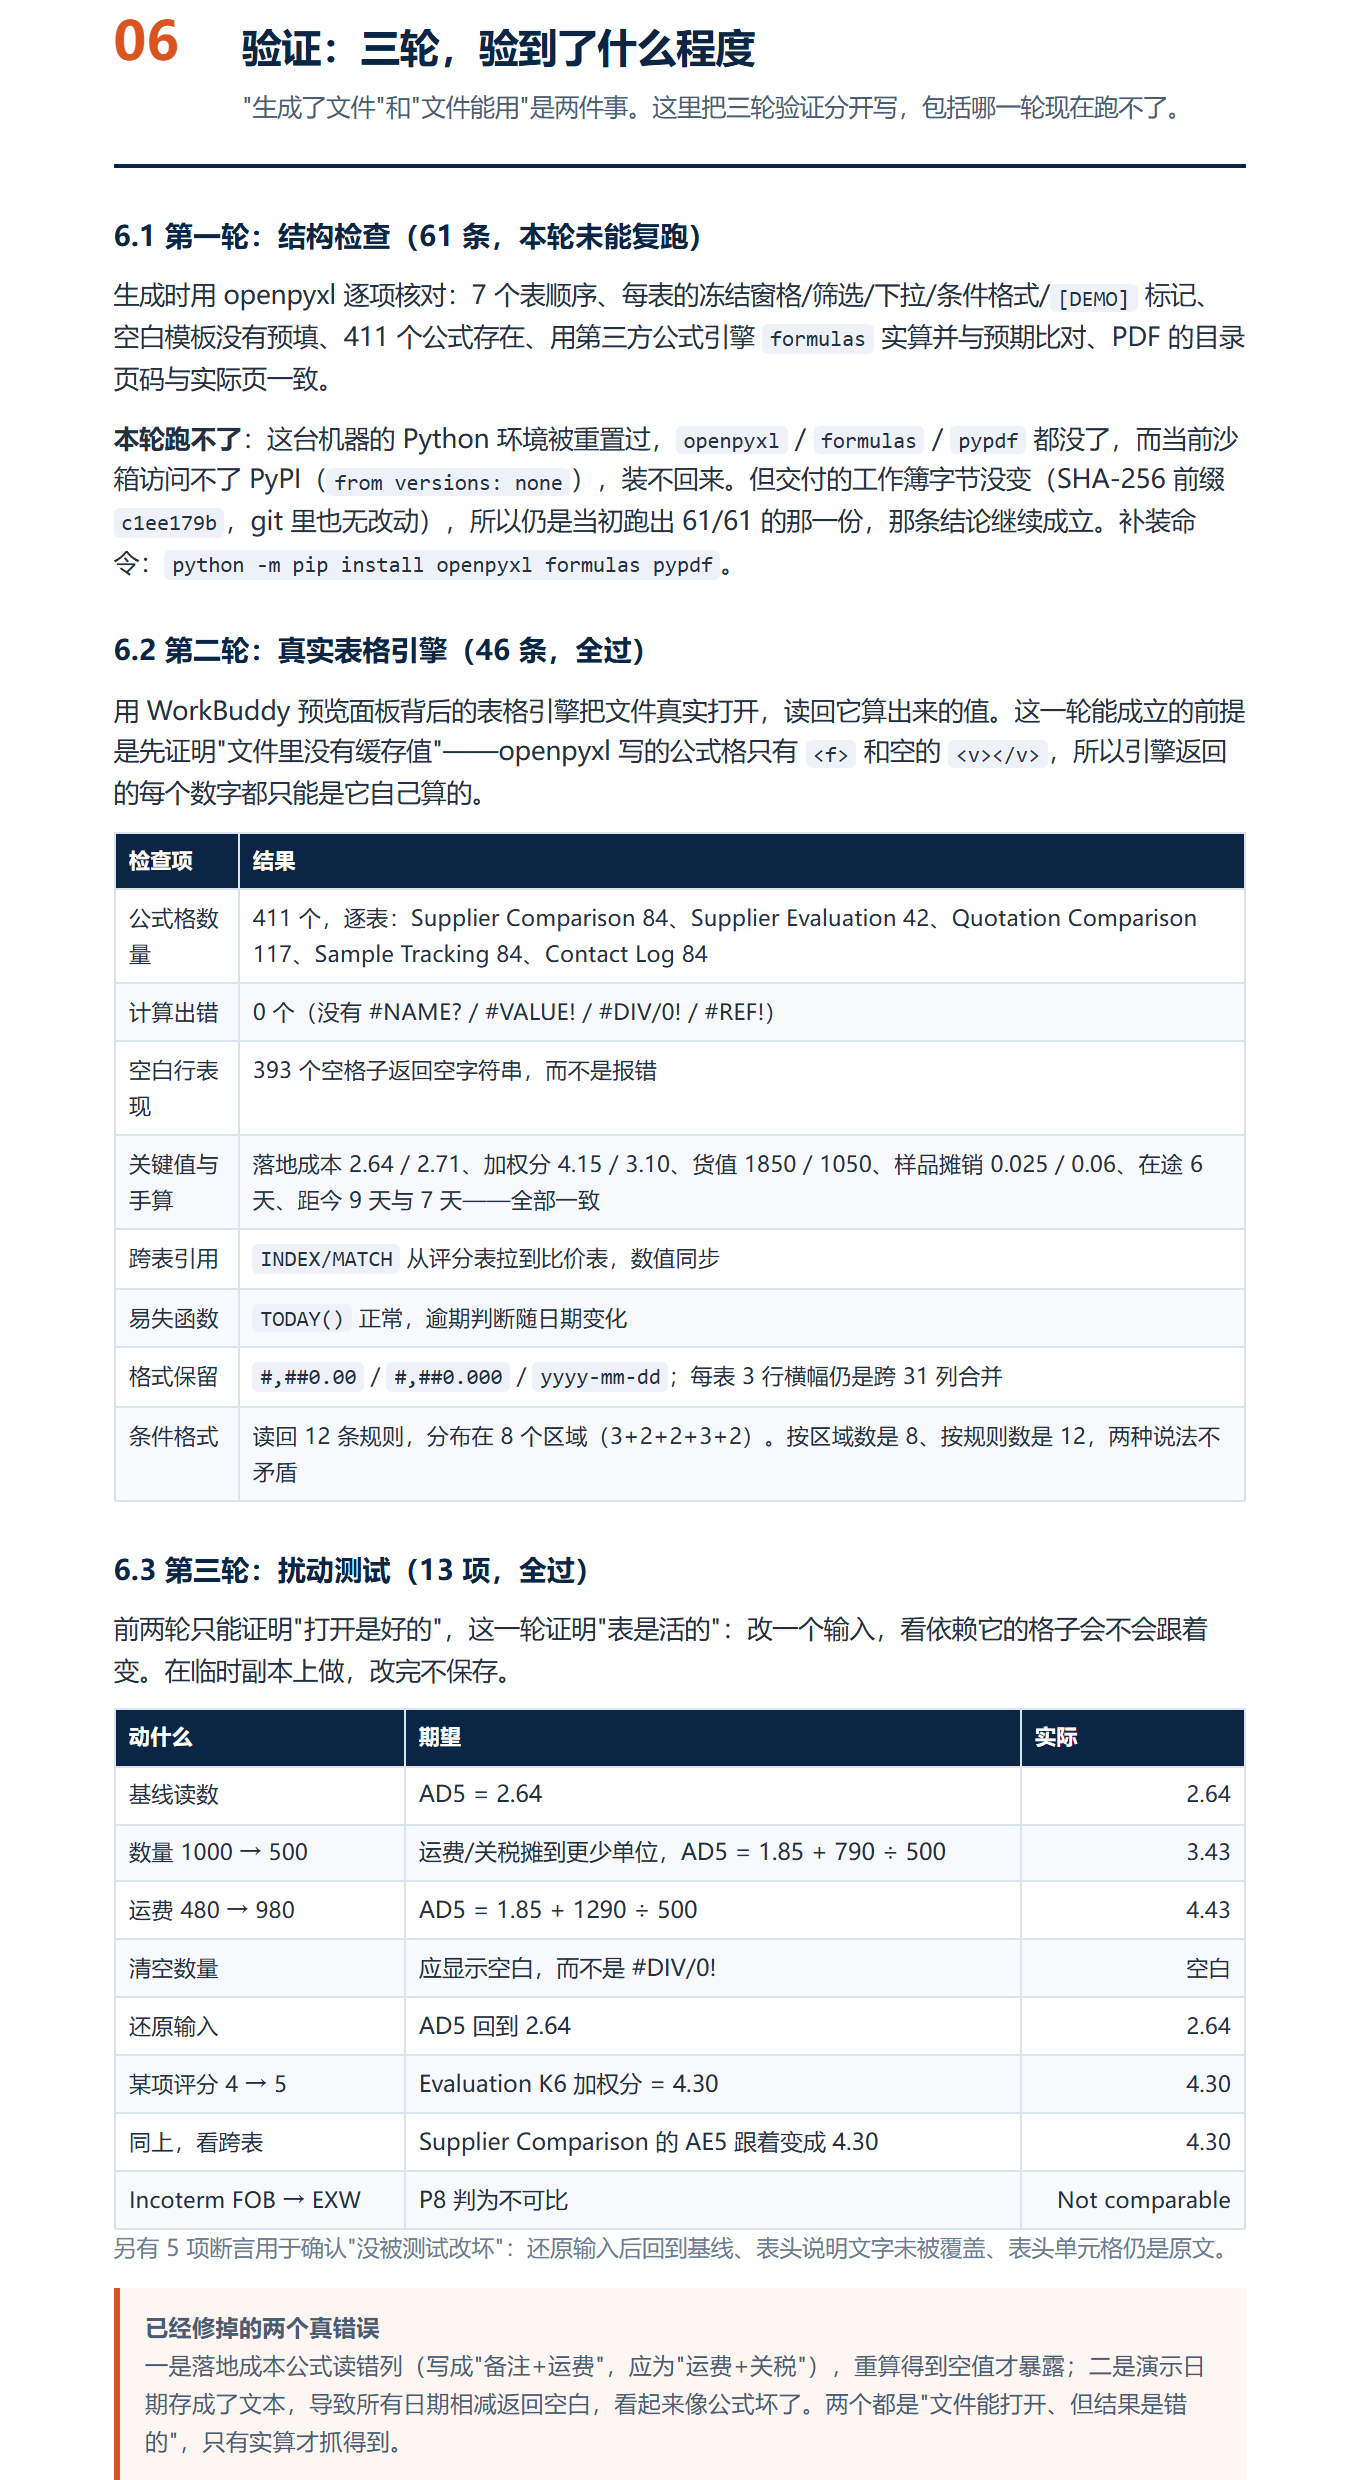 06
验证：三轮，验到了什么程度
"生成了文件"和"文件能用"是两件事。这里把三轮验证分开写，包括哪一轮现在跑不了。
6.1 第一轮：结构检查（61 条，本轮未能复跑）
生成时用 openpyxl 逐项核对：7 个表顺序、每表的冻结窗格/筛选/下拉/条件格式/[DEMO] 标记、
空白模板没有预填、411 个公式存在、用第三方公式引擎 formulas 实算并与预期比对、PDF 的目录
页码与实际页一致。
本轮跑不了：这台机器的 Python 环境被重置过，openpyxl / formulas / pypdf 都没了，而当前沙
箱访问不了 PyPI（from versions: none），装不回来。但交付的工作簿字节没变（SHA-256 前缀
c1ee179b，git 里也无改动），所以仍是当初跑出 61/61 的那一份，那条结论继续成立。补装命
令：python -m pip install openpyxl formulas pypdf。
6.2 第二轮：真实表格引擎（46 条，全过）
用 WorkBuddy 预览面板背后的表格引擎把文件真实打开，读回它算出来的值。这一轮能成立的前提
是先证明"文件里没有缓存值"——openpyxl 写的公式格只有 <f> 和空的 <v></v>，所以引擎返回
的每个数字都只能是它自己算的。
检查项 结果
公式格数
量
411 个，逐表：Supplier Comparison 84、Supplier Evaluation 42、Quotation Comparison
117、Sample Tracking 84、Contact Log 84
计算出错 0 个（没有 #NAME? / #VALUE! / #DIV/0! / #REF!）
空白行表
现
393 个空格子返回空字符串，而不是报错
关键值与
手算
落地成本 2.64 / 2.71、加权分 4.15 / 3.10、货值 1850 / 1050、样品摊销 0.025 / 0.06、在途 6
天、距今 9 天与 7 天——全部一致
跨表引用 INDEX/MATCH 从评分表拉到比价表，数值同步
易失函数 TODAY() 正常，逾期判断随日期变化
格式保留 #,##0.00 / #,##0.000 / yyyy-mm-dd；每表 3 行横幅仍是跨 31 列合并
条件格式 读回 12 条规则，分布在 8 个区域（3+2+2+3+2）。按区域数是 8、按规则数是 12，两种说法不
矛盾
6.3 第三轮：扰动测试（13 项，全过）
前两轮只能证明"打开是好的"，这一轮证明"表是活的"：改一个输入，看依赖它的格子会不会跟着
变。在临时副本上做，改完不保存。
动什么 期望 实际
基线读数 AD5 = 2.64 2.64
数量 1000 → 500 运费/关税摊到更少单位，AD5 = 1.85 + 790 ÷ 500 3.43
运费 480 → 980 AD5 = 1.85 + 1290 ÷ 500 4.43
清空数量 应显示空白，而不是 #DIV/0! 空白
还原输入 AD5 回到 2.64 2.64
某项评分 4 → 5 Evaluation K6 加权分 = 4.30 4.30
同上，看跨表 Supplier Comparison 的 AE5 跟着变成 4.30 4.30
Incoterm FOB → EXW P8 判为不可比 Not comparable
另有 5 项断言用于确认"没被测试改坏"：还原输入后回到基线、表头说明文字未被覆盖、表头单元格仍是原文。
已经修掉的两个真错误
一是落地成本公式读错列（写成"备注+运费"，应为"运费+关税"），重算得到空值才暴露；二是演示日
期存成了文本，导致所有日期相减返回空白，看起来像公式坏了。两个都是"文件能打开、但结果是错
的"，只有实算才抓得到。